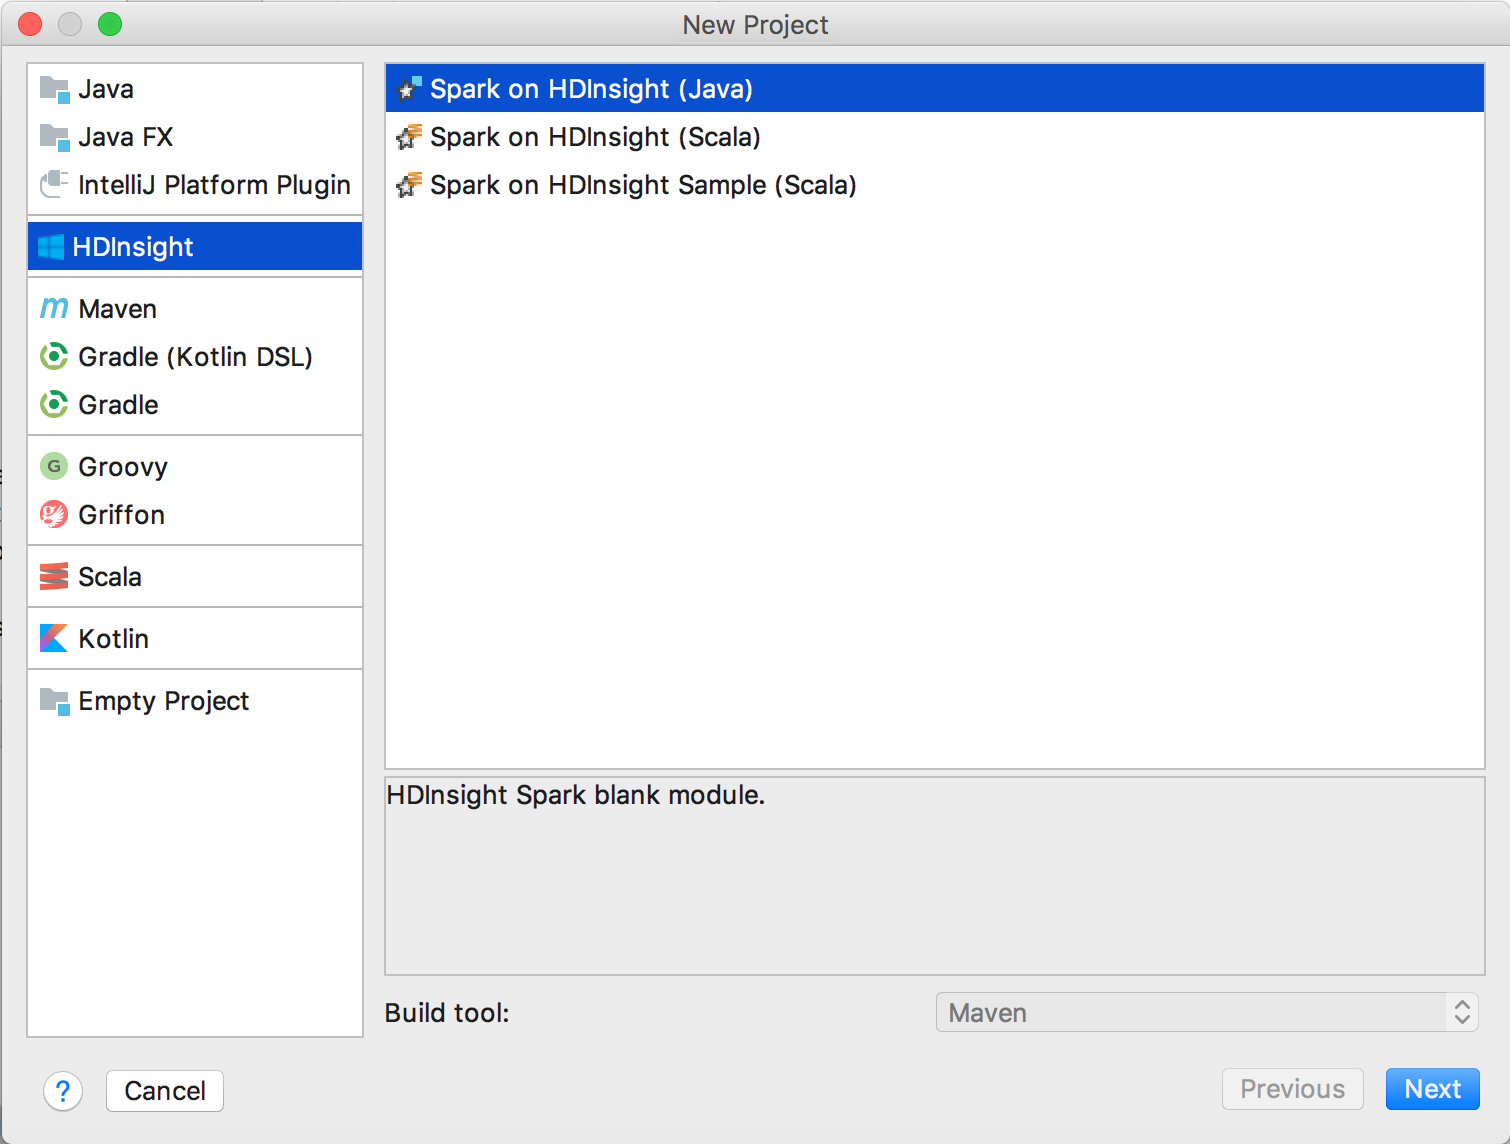 New Project
Java
Java FX
IntelliJ Platform Plugin
HDInsight
Maven
Gradle (Kotlin DSL)
Gradle
Groovy
Griffon
Scala
Kotlin
Empty Project
Spark on HDInsight (Java)
Spark on HDInsight (Scala)
Spark on HDInsight Sample (Scala)
HDInsight Spark blank module.
Build tool:
Maven
?
Cancel
Previous
Next